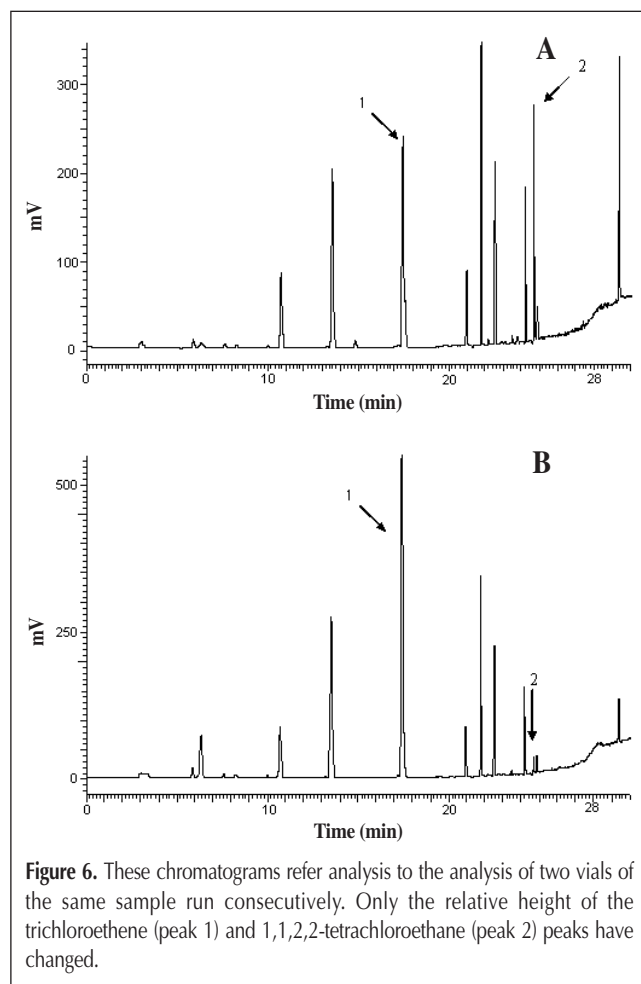 A
2
1
300
200
100
0
mV
0
10
20
28
Time (min)
B
1
500
250
0
mV
2
0
10
20
28
Time (min)
Figure 6. These chromatograms refer analysis to the analysis of two vials of
the same sample run consecutively. Only the relative height of the
trichloroethene (peak 1) and 1,1,2,2-tetrachloroethane (peak 2) peaks have
changed.